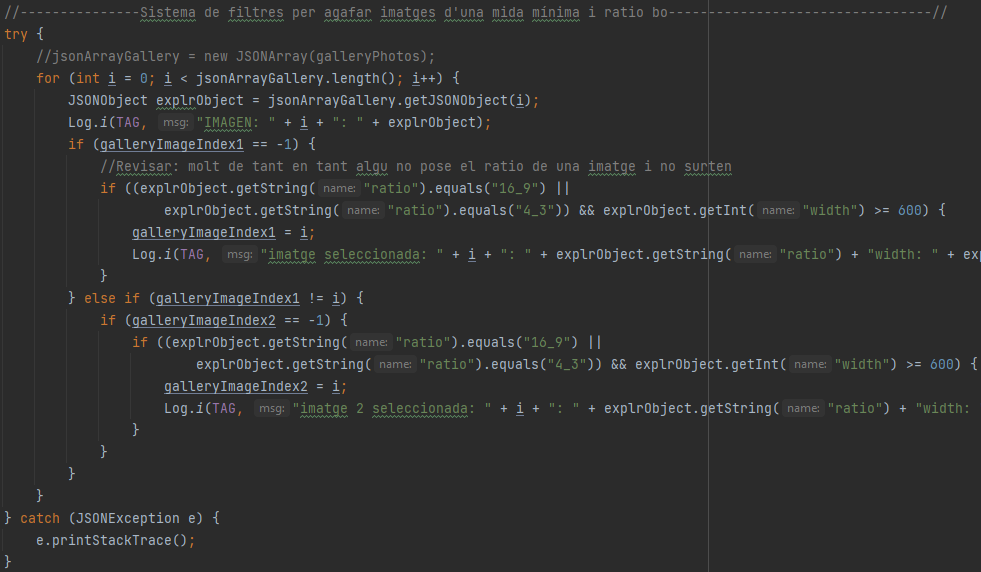 //---------------Sistema de filtres per agafar imatges d'una mida minima i ratio bo---------------------------------//
try {
    //jsonArrayGallery = new JSONArray(galleryPhotos);
    for (int i = 0; i < jsonArrayGallery.length(); i++) {
        JSONObject explrObject = jsonArrayGallery.getJSONObject(i);
        Log.i(TAG, msg: "IMAGEN: " + i + ": " + explrObject);
        if (galleryImageIndex1 == -1) {
            //Revisar: molt de tant en tant algu no pose el ratio de una imatge i no surten
            if ((explrObject.getString( name: "ratio").equals("16_9") ||
                    explrObject.getString( name: "ratio").equals("4_3")) && explrObject.getInt( name: "width") >= 600) {
                galleryImageIndex1 = i;
                Log.i(TAG, msg: "imatge seleccionada: " + i + ": " + explrObject.getString( name: "ratio") + "width: " + exp
            }
        } else if (galleryImageIndex1 != i) {
            if (galleryImageIndex2 == -1) {
                if ((explrObject.getString( name: "ratio").equals("16_9") ||
                        explrObject.getString( name: "ratio").equals("4_3")) && explrObject.getInt( name: "width") >= 600) {
                    galleryImageIndex2 = i;
                    Log.i(TAG, msg: "imatge 2 seleccionada: " + i + ": " + explrObject.getString( name: "ratio") + "width:
                }
            }
        }
    }
} catch (JSONException e) {
    e.printStackTrace();
}